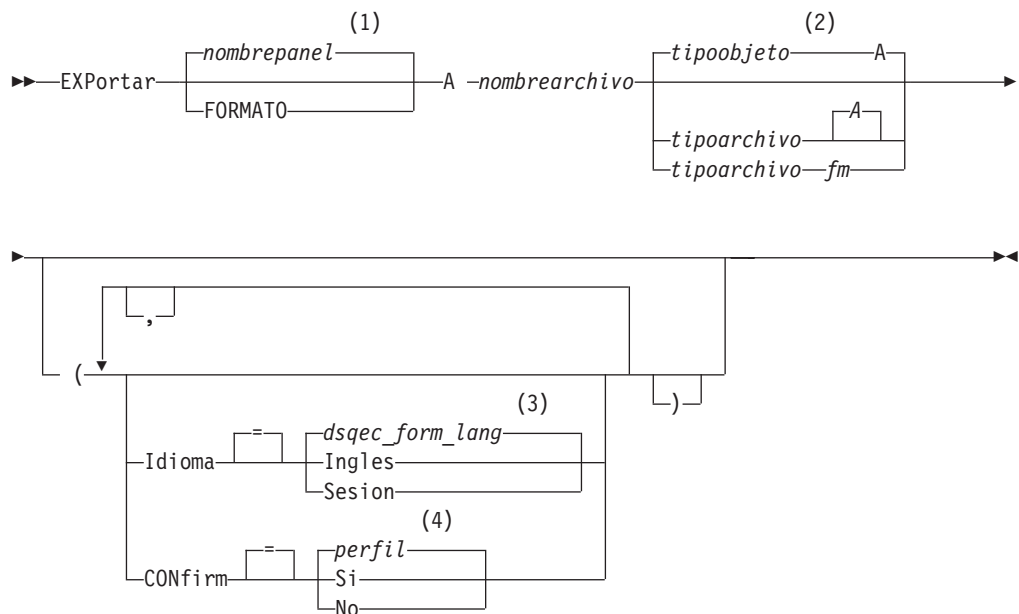 (1) (2)
nombrepanel tipoobjeto A
EXPortar A nombrearchivo
FORMATO A
tipoarchivo
tipoarchivo fm
,
(
)
(3)
= dsqec_form_lang
Idioma Ingles
Sesion
(4)
= perfil
CONfirm Si
No